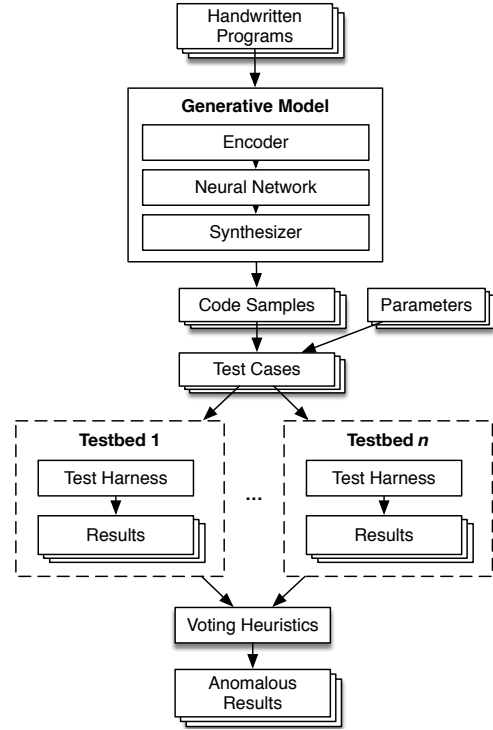 Handwritten
Programs
Generative Model
Encoder
Neural Network
Synthesizer
Code Samples
Parameters
Test Cases
Testbed 1
Testbed n
Test Harness
...
Test Harness
Results
Results
Voting Heuristics
Anomalous
Results